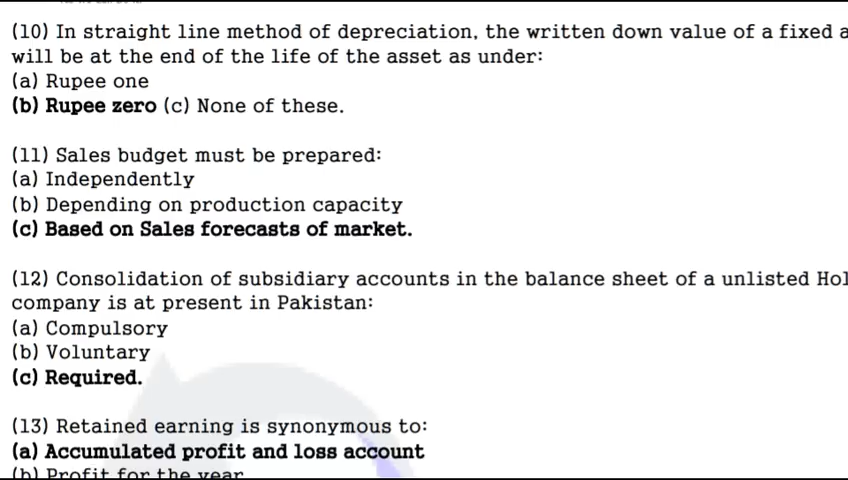 (10) In straight line method of depreciation, the written down value of a fixed a
will be at the end of the life of the asset as under:
(a) Rupee one
(b) Rupee zero (c) None of these.
(11) Sales budget must be prepared:
(a) Independently
(b) Depending on production capacity
(c) Based on Sales forecasts of market.
(12) Consolidation of subsidiary accounts in the balance sheet of a unlisted Hol
company is at present in Pakistan:
(a) Compulsory
(b) Voluntary
(c) Required.
(13) Retained earning is synonymous to:
(a) Accumulated profit and loss account
(b) Profit for the year